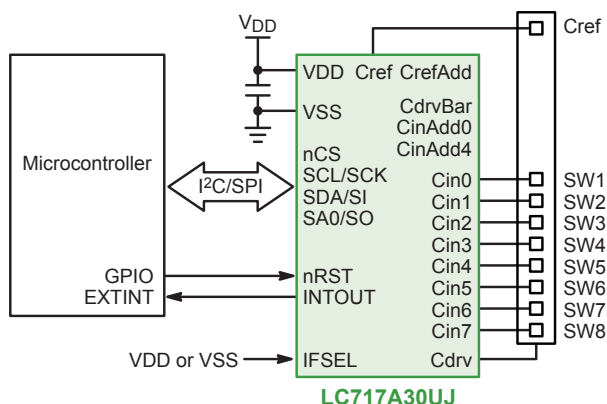 VDD
Cref
VDD Cref CrefAdd
VSS
CdrvBar
CinAdd0
CinAdd4
Microcontroller
I²C/SPI
nCS
SCL/SCK
SDA/SI
SA0/SO
Cin0 SW1
Cin1 SW2
Cin2 SW3
Cin3 SW4
Cin4 SW5
Cin5 SW6
Cin6 SW7
Cin7 SW8
GPIO nRST
EXTINT INTOUT
VDD or VSS IFSEL Cdrv
LC717A30UJ